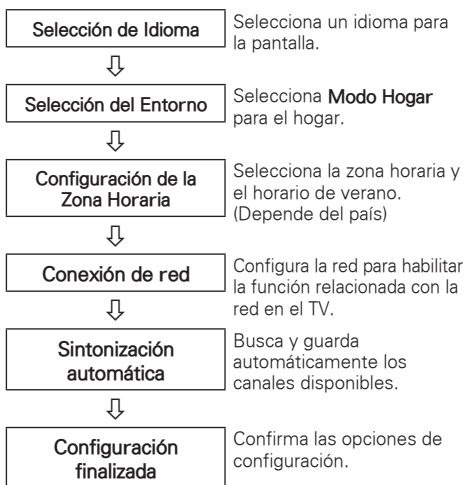 Selección de Idioma
Selecciona un idioma para
la pantalla.
Selección del Entorno
Selecciona Modo Hogar
para el hogar.
Configuración de la
Zona Horaria
Selecciona la zona horaria y
el horario de verano.
(Depende del país)
Conexión de red
Configura la red para habilitar
la función relacionada con la
red en el TV.
Sintonización
automática
Busca y guarda
automáticamente los
canales disponibles.
Configuración
finalizada
Confirma las opciones de
configuración.